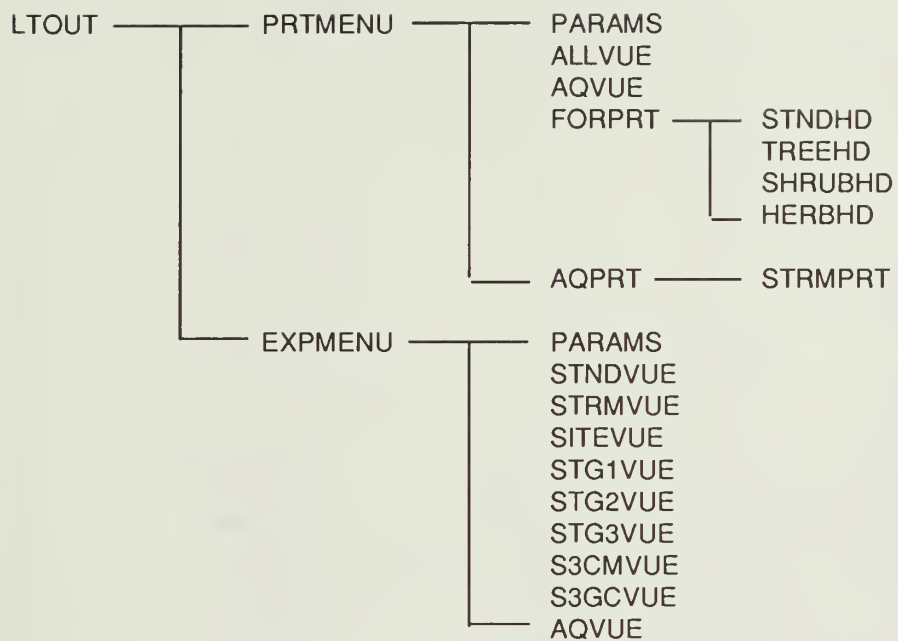 LTOUT PRTMENU PARAMS
ALLVUE
AQVUE
FORPRT STNDHD
TREEHD
SHRUBHD
HERBHD
AQPRT STRMPRT
EXPMENU PARAMS
STNDVUE
STRMVUE
SITEVUE
STG1VUE
STG2VUE
STG3VUE
S3CMVUE
S3GCVUE
AQVUE